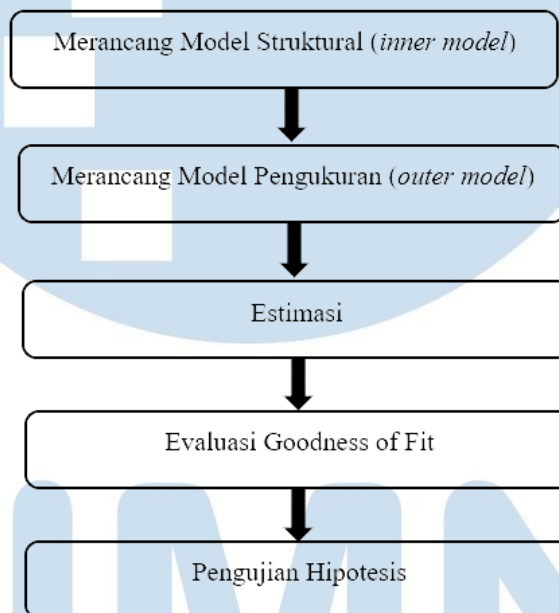 Merancang Model Struktural (inner model)
Merancang Model Pengukuran (outer model)
Estimasi
Evaluasi Goodness of Fit
Pengujian Hipotesis